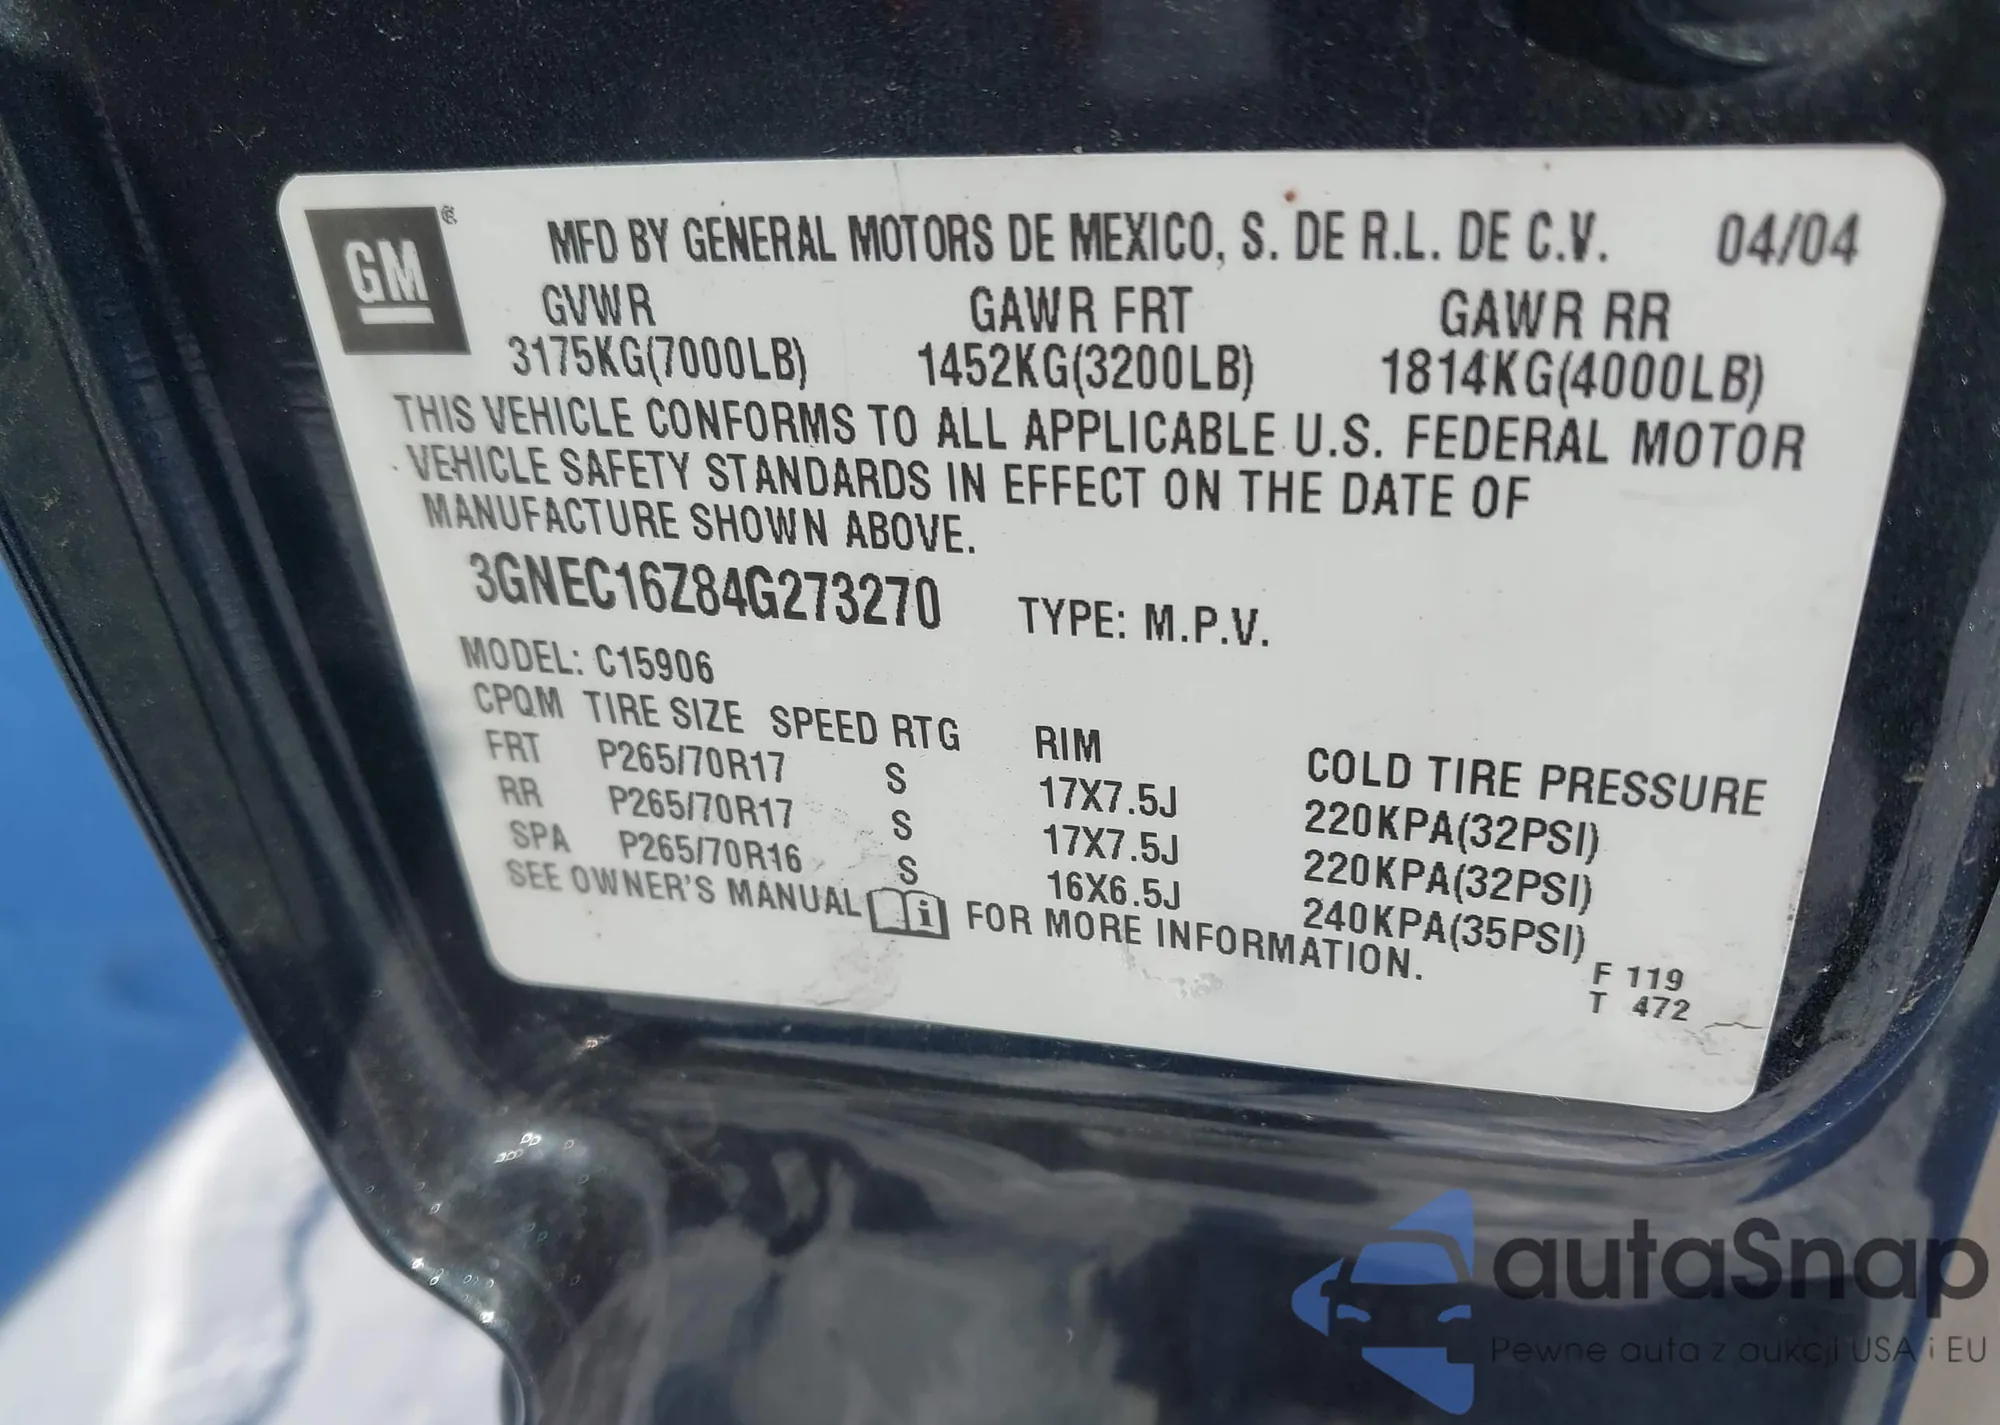 GM ®
MFD BY GENERAL MOTORS DE MEXICO, S. DE R.L. DE C.V. 04/04
GVWR GAWR FRT GAWR RR
3175KG(7000LB) 1452KG(3200LB) 1814KG(4000LB)
THIS VEHICLE CONFORMS TO ALL APPLICABLE U.S. FEDERAL MOTOR
VEHICLE SAFETY STANDARDS IN EFFECT ON THE DATE OF
MANUFACTURE SHOWN ABOVE.
3GNEC16Z84G273270 TYPE: M.P.V.
MODEL: C15906
CPQM TIRE SIZE SPEED RTG RIM COLD TIRE PRESSURE
FRT P265/70R17 S 17X7.5J 220KPA(32PSI)
RR P265/70R17 S 17X7.5J 220KPA(32PSI)
SPA P265/70R16 S 16X6.5J 240KPA(35PSI)
SEE OWNER'S MANUAL i FOR MORE INFORMATION.
F 119
T 472
autaSnap
Pewne auta z aukcji USA i EU